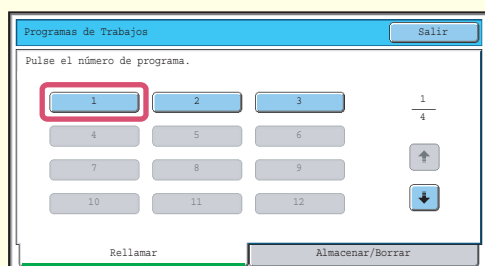 Programas de Trabajos
Salir
Pulse el número de programa.
1 2 3
1
4
4 5 6
7 8 9
10 11 12
Rellamar
Almacenar/Borrar